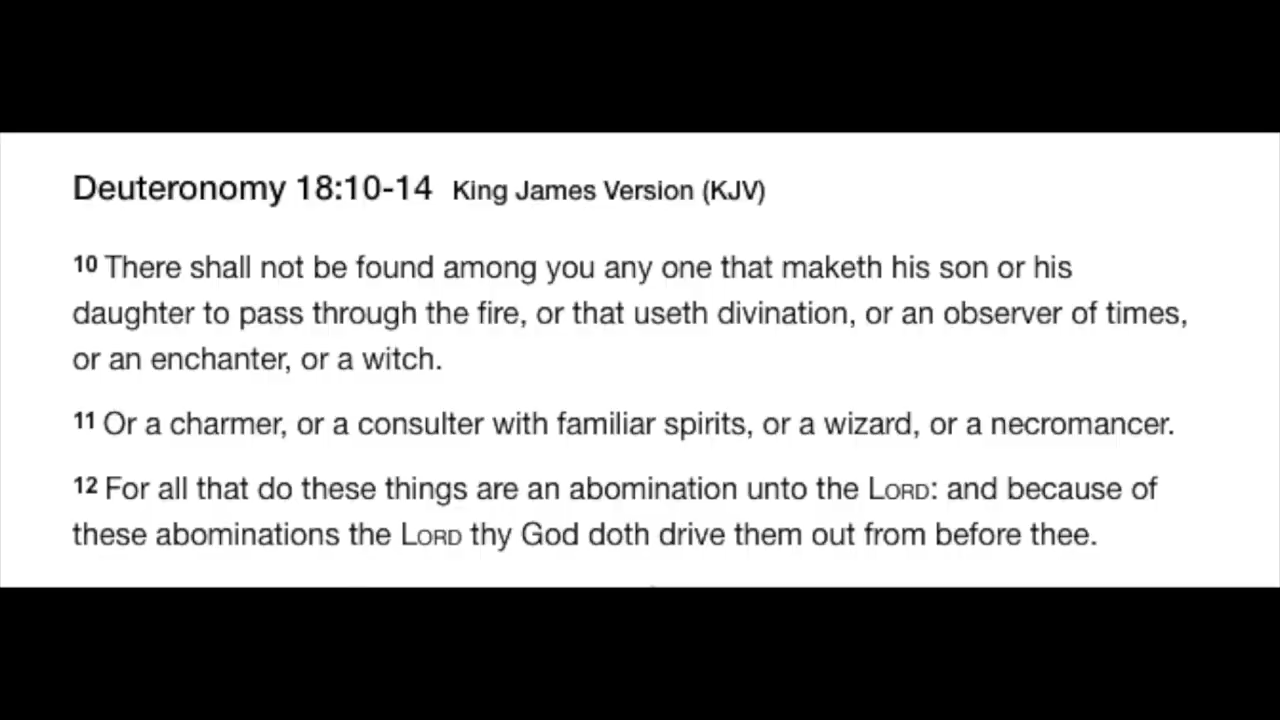 Deuteronomy 18:10-14 King James Version (KJV)
10 There shall not be found among you any one that maketh his son or his
daughter to pass through the fire, or that useth divination, or an observer of times,
or an enchanter, or a witch.
11 Or a charmer, or a consulter with familiar spirits, or a wizard, or a necromancer.
12 For all that do these things are an abomination unto the LORD: and because of
these abominations the LORD thy God doth drive them out from before thee.